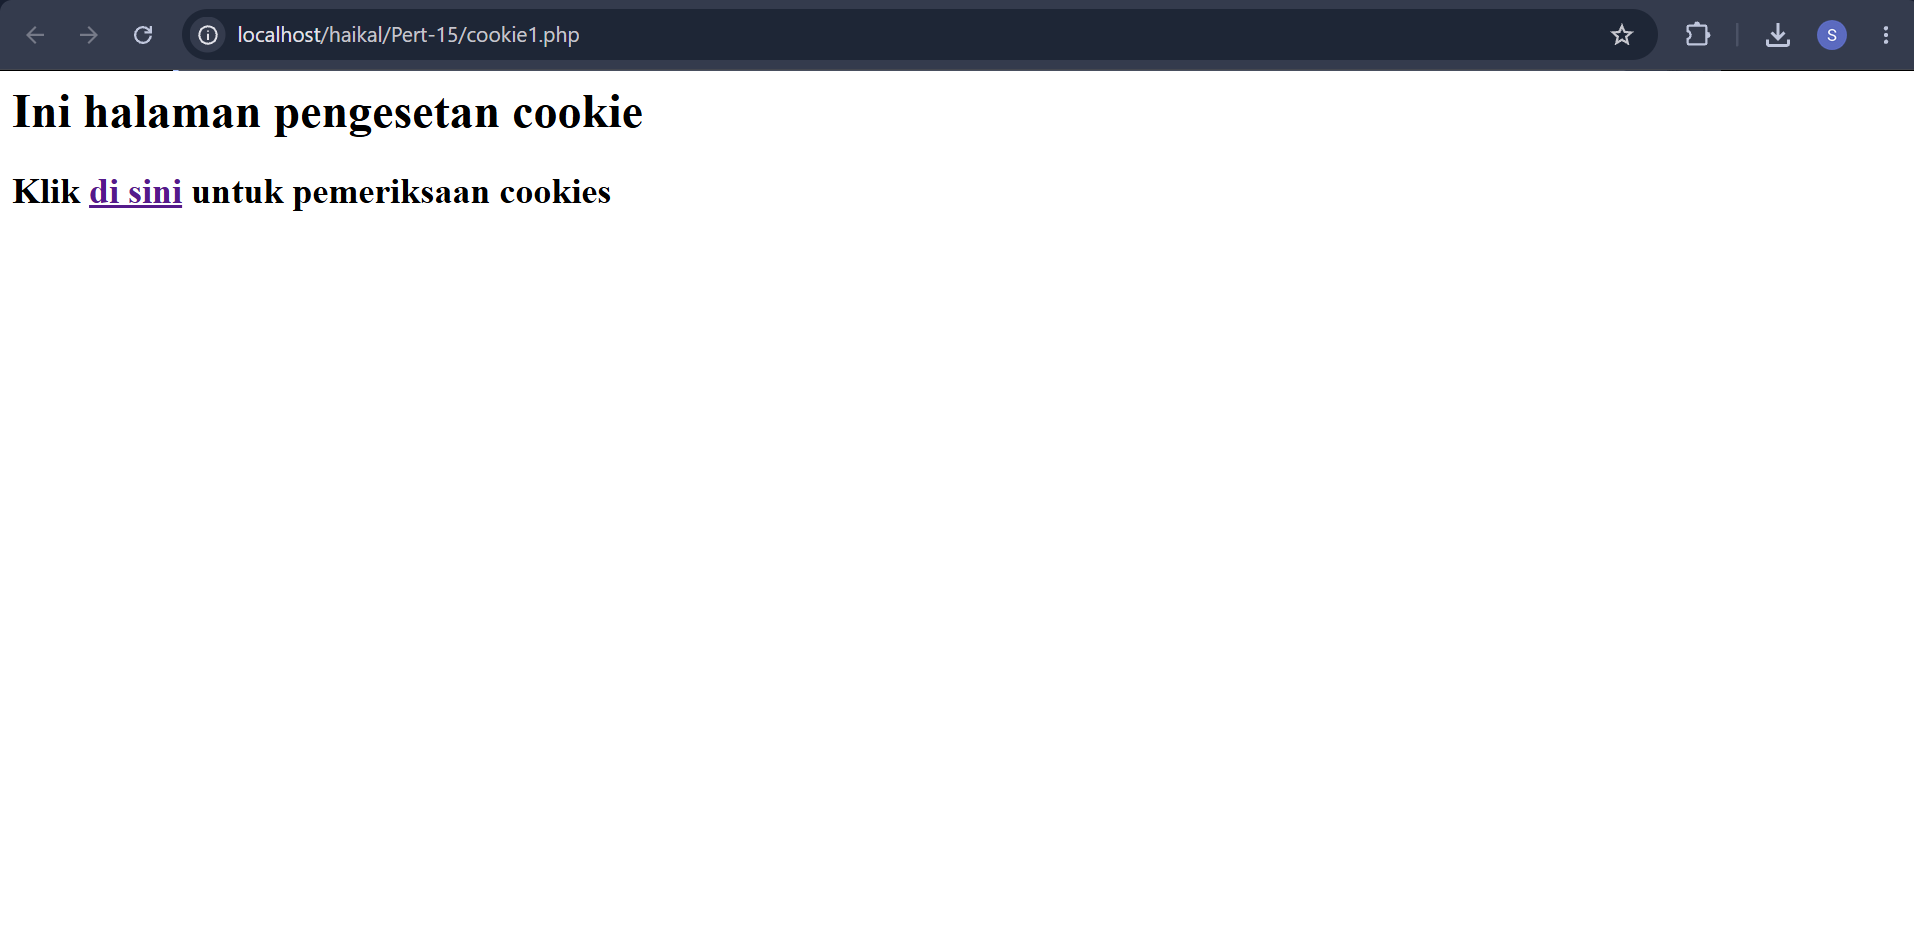 localhost/haikal/Pert-15/cookie1.php
S
Ini halaman pengesetan cookie
Klik di sini untuk pemeriksaan cookies